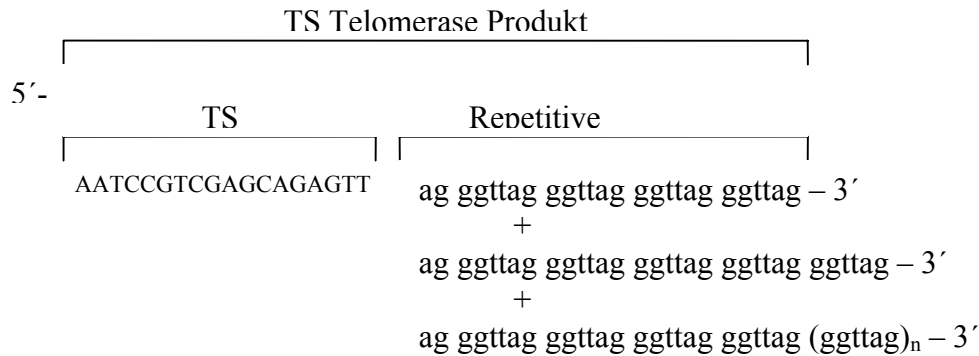 TS Telomerase Produkt
5´-
TS Repetitive
AATCCGTCGAGCAGAGTT ag ggttag ggttag ggttag ggttag – 3´
+
ag ggttag ggttag ggttag ggttag ggttag – 3´
+
ag ggttag ggttag ggttag ggttag (ggttag)n – 3´